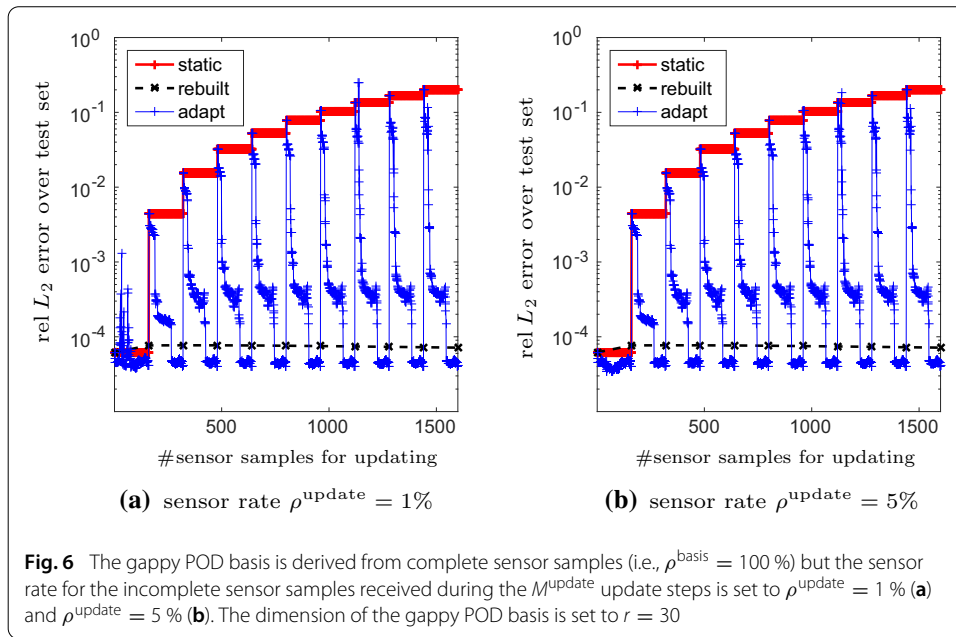 10^0
10^-1
10^-2
10^-3
10^-4
rel L_2 error over test set
static
rebuilt
adapt
500 1000 1500
#sensor samples for updating
(a) sensor rate ρ^update = 1%
10^0
10^-1
10^-2
10^-3
10^-4
rel L_2 error over test set
static
rebuilt
adapt
500 1000 1500
#sensor samples for updating
(b) sensor rate ρ^update = 5%
Fig. 6 The gappy POD basis is derived from complete sensor samples (i.e., ρ^basis = 100 %) but the sensor
rate for the incomplete sensor samples received during the M^update update steps is set to ρ^update = 1 % (a)
and ρ^update = 5 % (b). The dimension of the gappy POD basis is set to r = 30